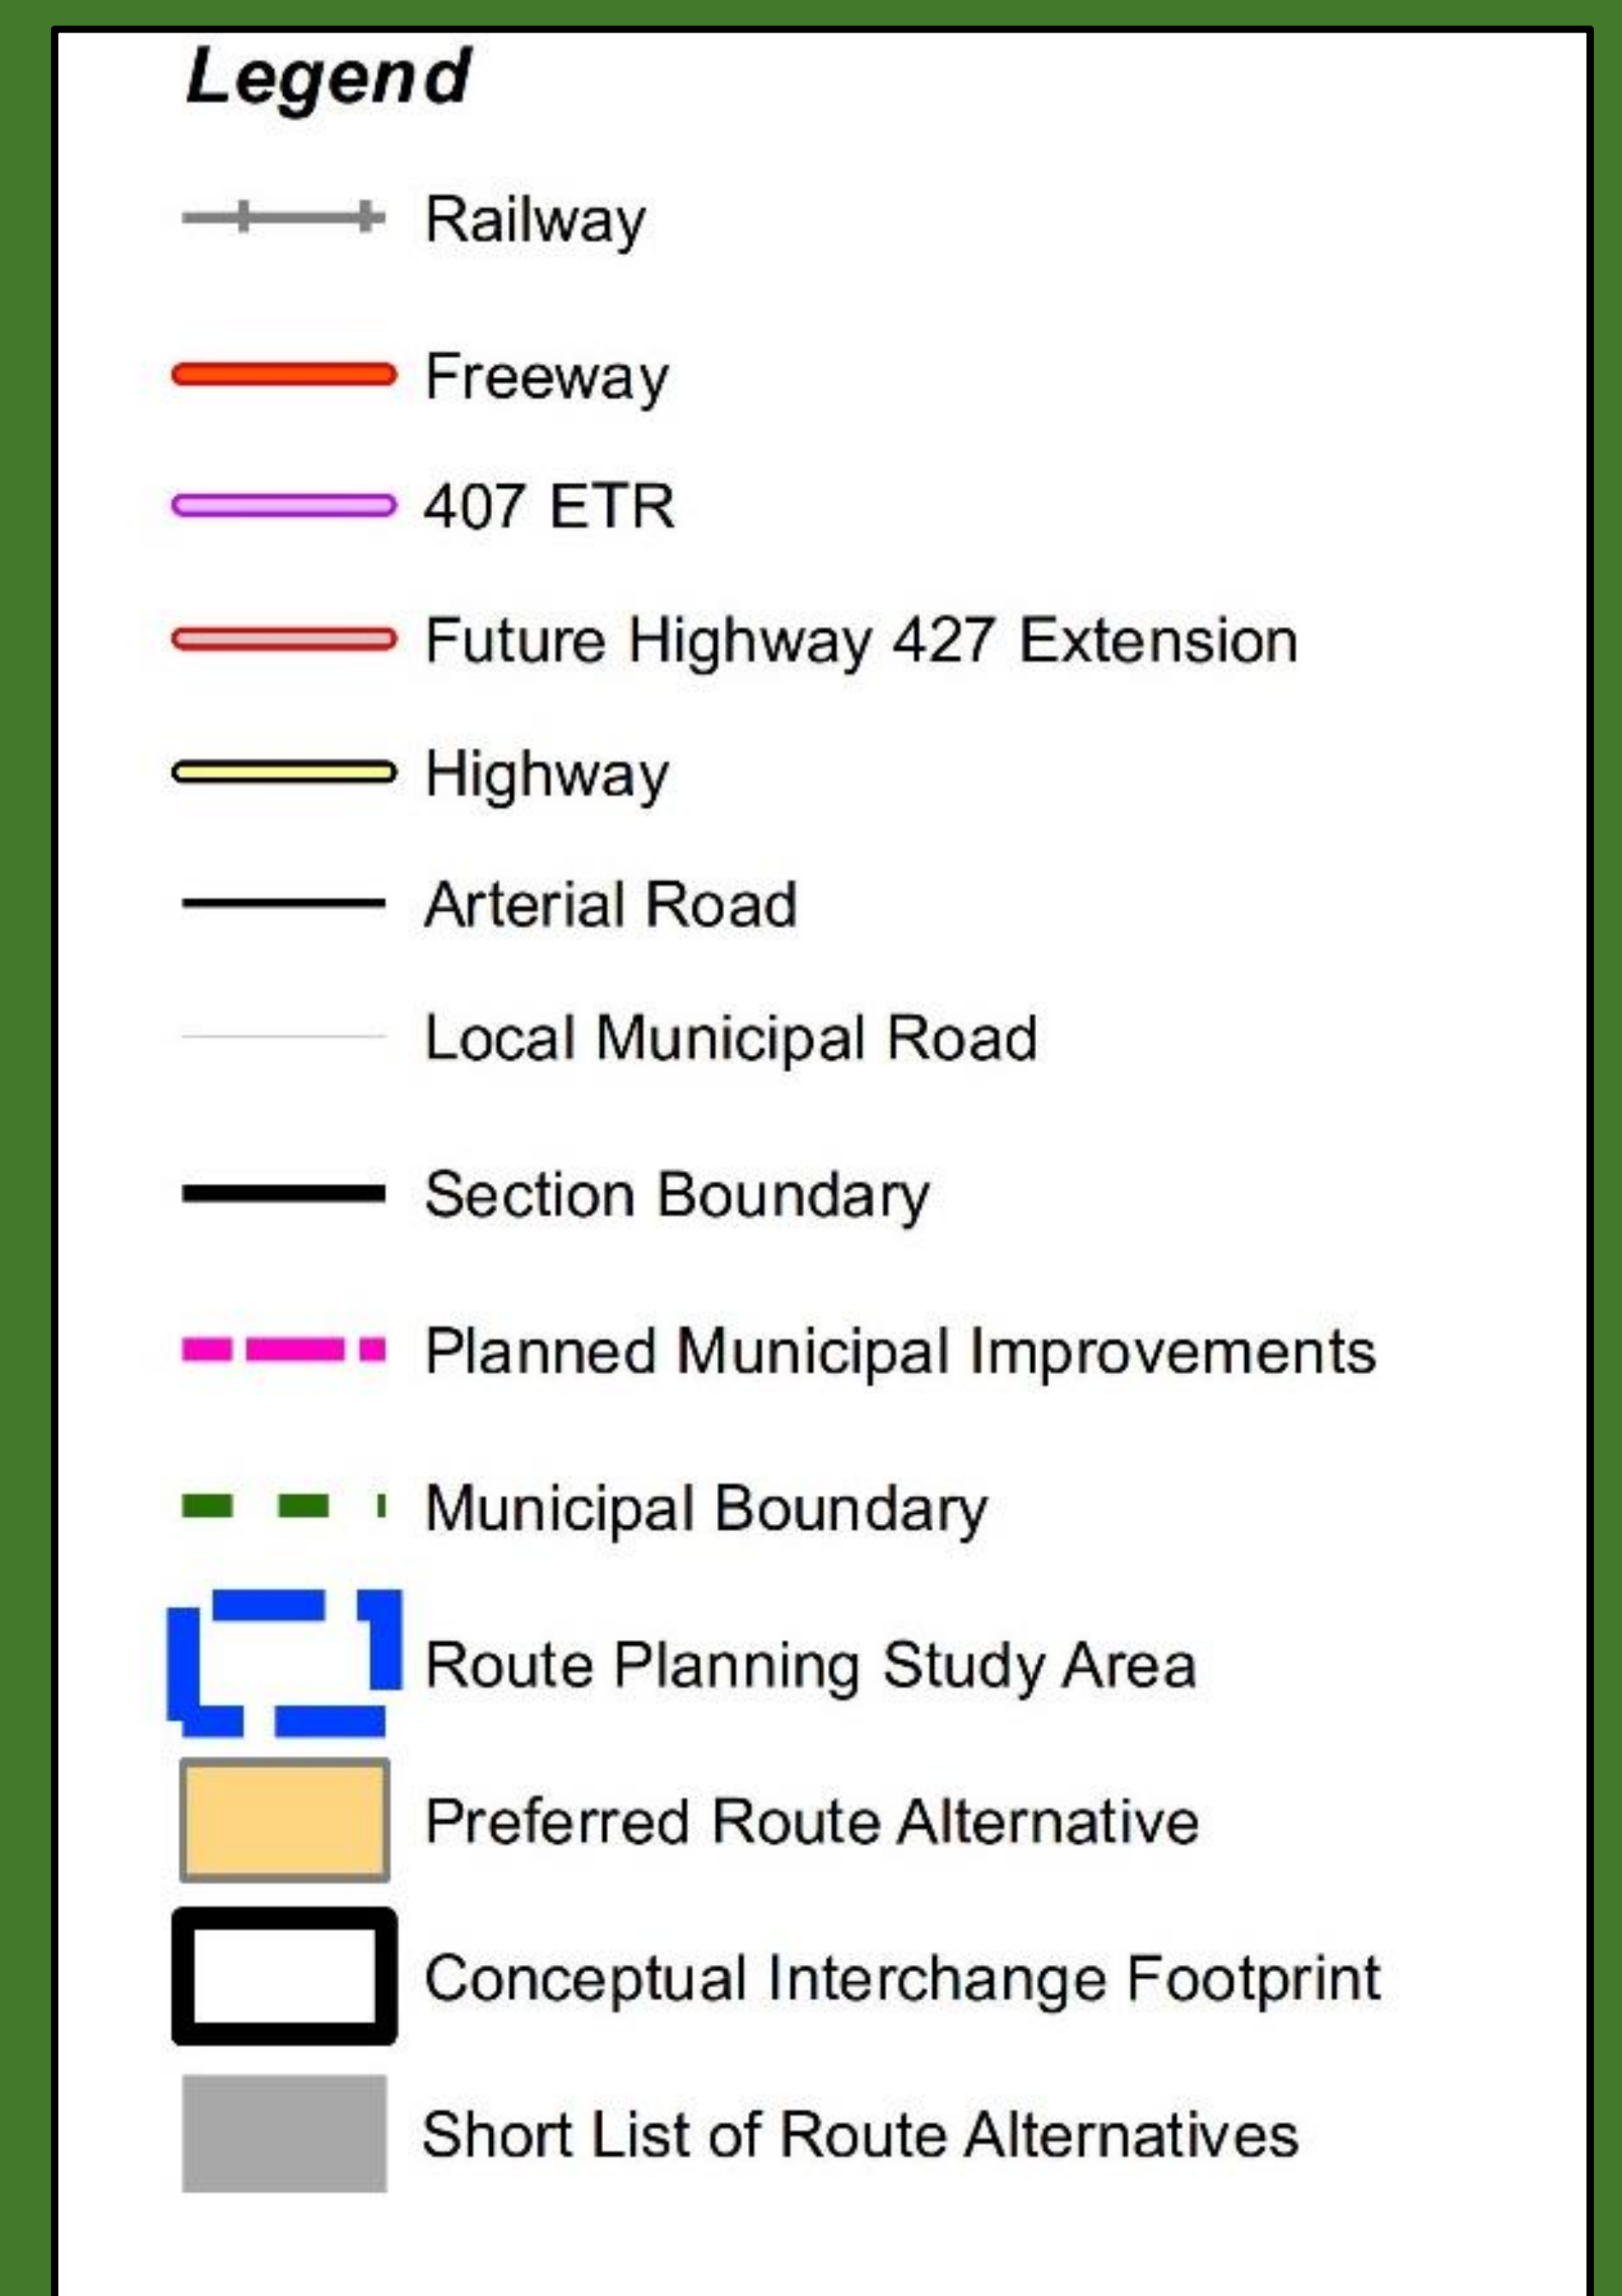 Legend
Railway
Freeway
407 ETR
Future Highway 427 Extension
Highway
Arterial Road
Local Municipal Road
Section Boundary
Planned Municipal Improvements
Municipal Boundary
Route Planning Study Area
Preferred Route Alternative
Conceptual Interchange Footprint
Short List of Route Alternatives